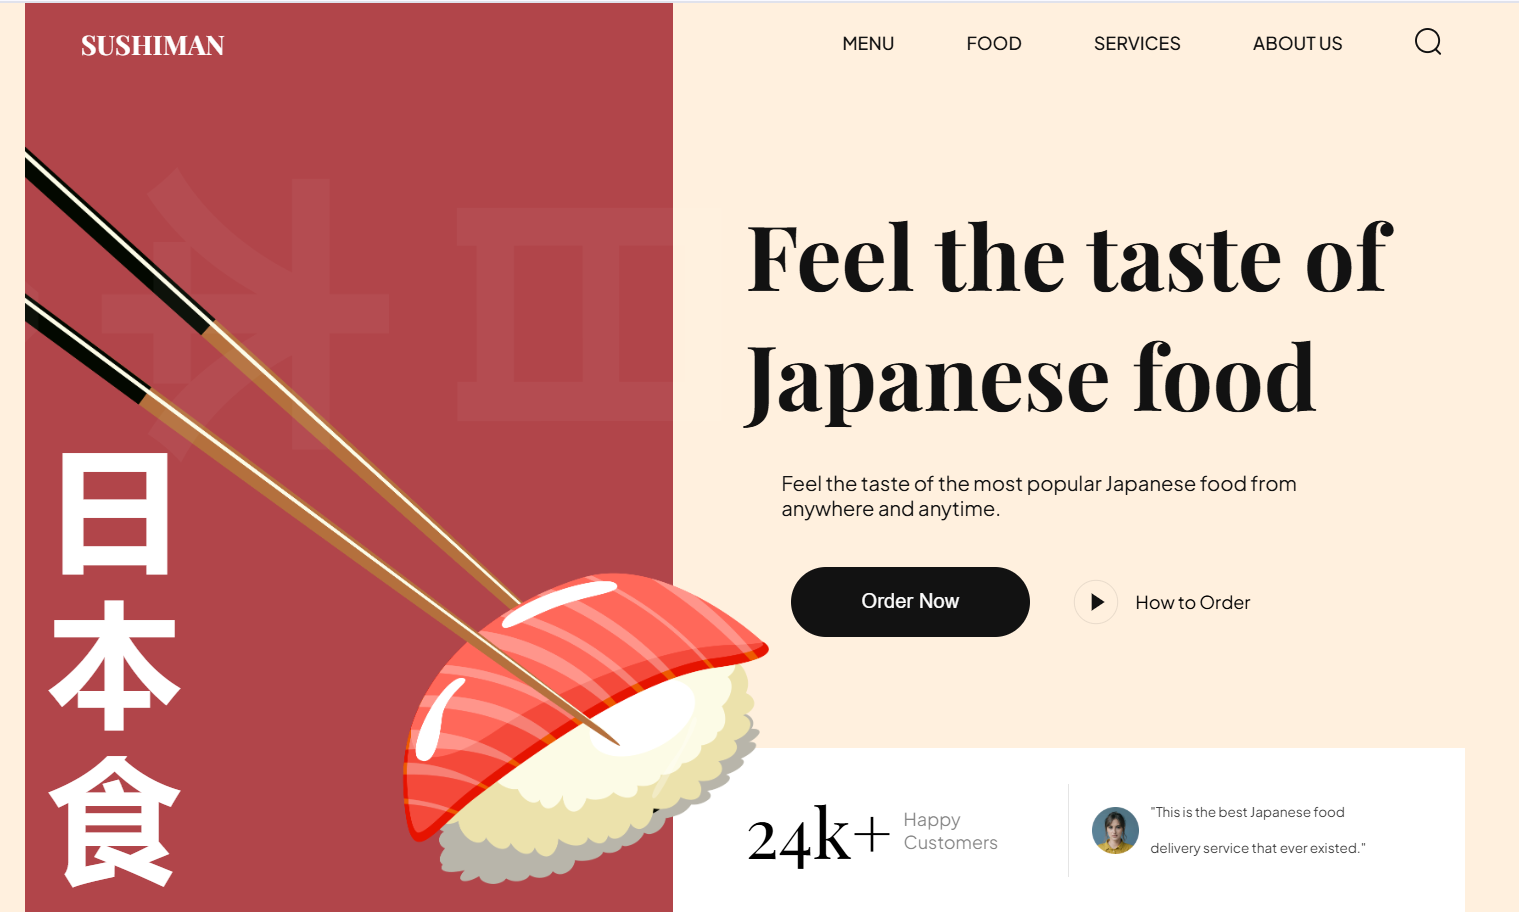 SUSHIMAN
MENU
FOOD
SERVICES
ABOUT US
日
本
食
Feel the taste of
Japanese food
Feel the taste of the most popular Japanese food from
anywhere and anytime.
Order Now
How to Order
24k+
Happy
Customers
"This is the best Japanese food
delivery service that ever existed."